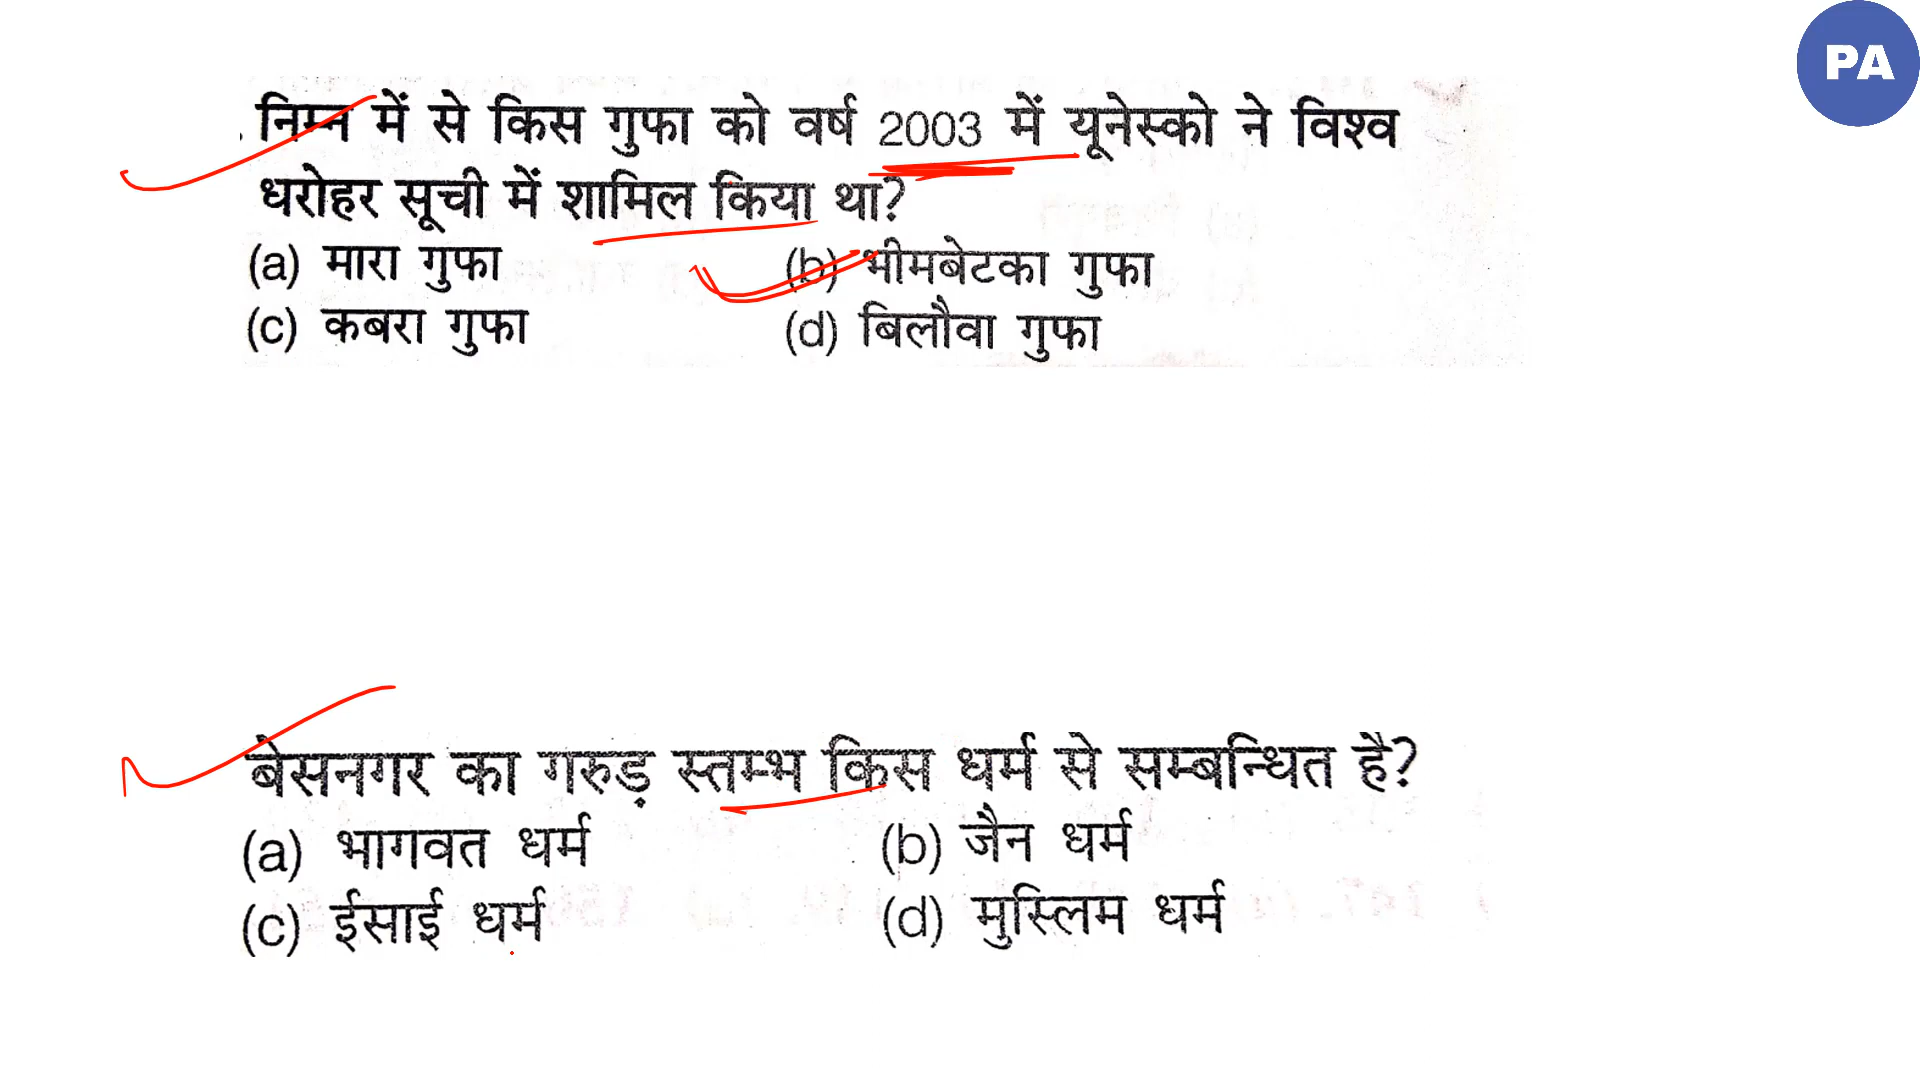 PA
निम्न में से किस गुफा को वर्ष 2003 में यूनेस्को ने विश्व
धरोहर सूची में शामिल किया था?
(a) मारा गुफा (b) भीमबेटका गुफा
(c) कबरा गुफा (d) बिलौवा गुफा
बेसनगर का गरुड़ स्तम्भ किस धर्म से सम्बन्धित है?
(a) भागवत धर्म (b) जैन धर्म
(c) ईसाई धर्म (d) मुस्लिम धर्म